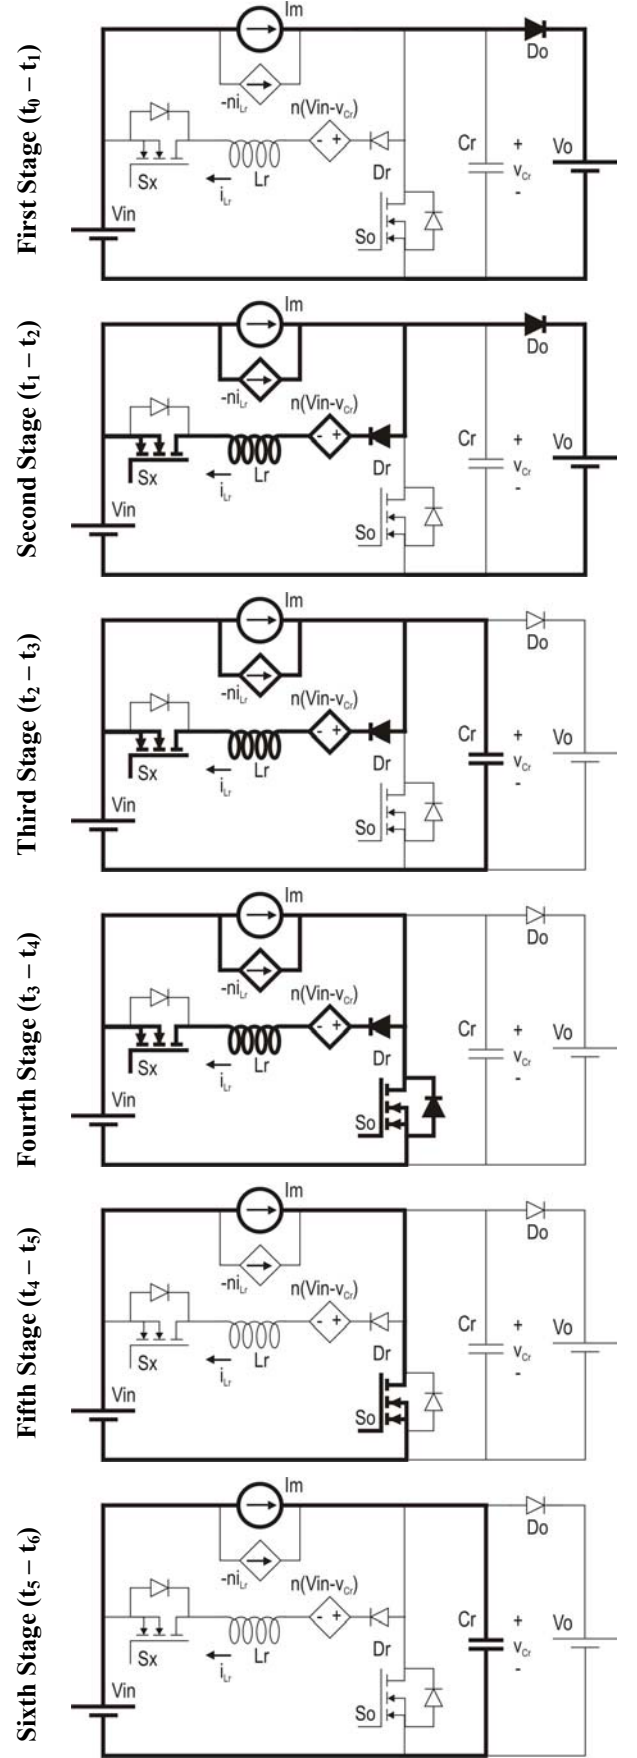 First Stage (t₀ – t₁)
Im
-niLr
n(Vin-vCr)
- +
Do
Sx
iLr
Lr
Dr
Cr
+
vCr
-
Vo
So
Vin
Second Stage (t₁ – t₂)
Im
-niLr
n(Vin-vCr)
- +
Do
Sx
iLr
Lr
Dr
Cr
+
vCr
-
Vo
So
Vin
Third Stage (t₂ – t₃)
Im
-niLr
n(Vin-vCr)
- +
Do
Sx
iLr
Lr
Dr
Cr
+
vCr
-
Vo
So
Vin
Fourth Stage (t₃ – t₄)
Im
-niLr
n(Vin-vCr)
- +
Do
Sx
iLr
Lr
Dr
Cr
+
vCr
-
Vo
So
Vin
Fifth Stage (t₄ – t₅)
Im
-niLr
n(Vin-vCr)
- +
Do
Sx
iLr
Lr
Dr
Cr
+
vCr
-
Vo
So
Vin
Sixth Stage (t₅ – t₆)
Im
-niLr
n(Vin-vCr)
- +
Do
Sx
iLr
Lr
Dr
Cr
+
vCr
-
Vo
So
Vin